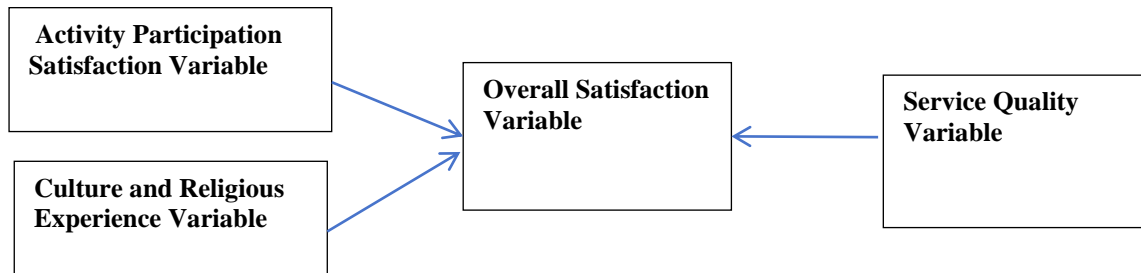 Activity Participation
Satisfaction Variable
Overall Satisfaction
Variable
Service Quality
Variable
Culture and Religious
Experience Variable